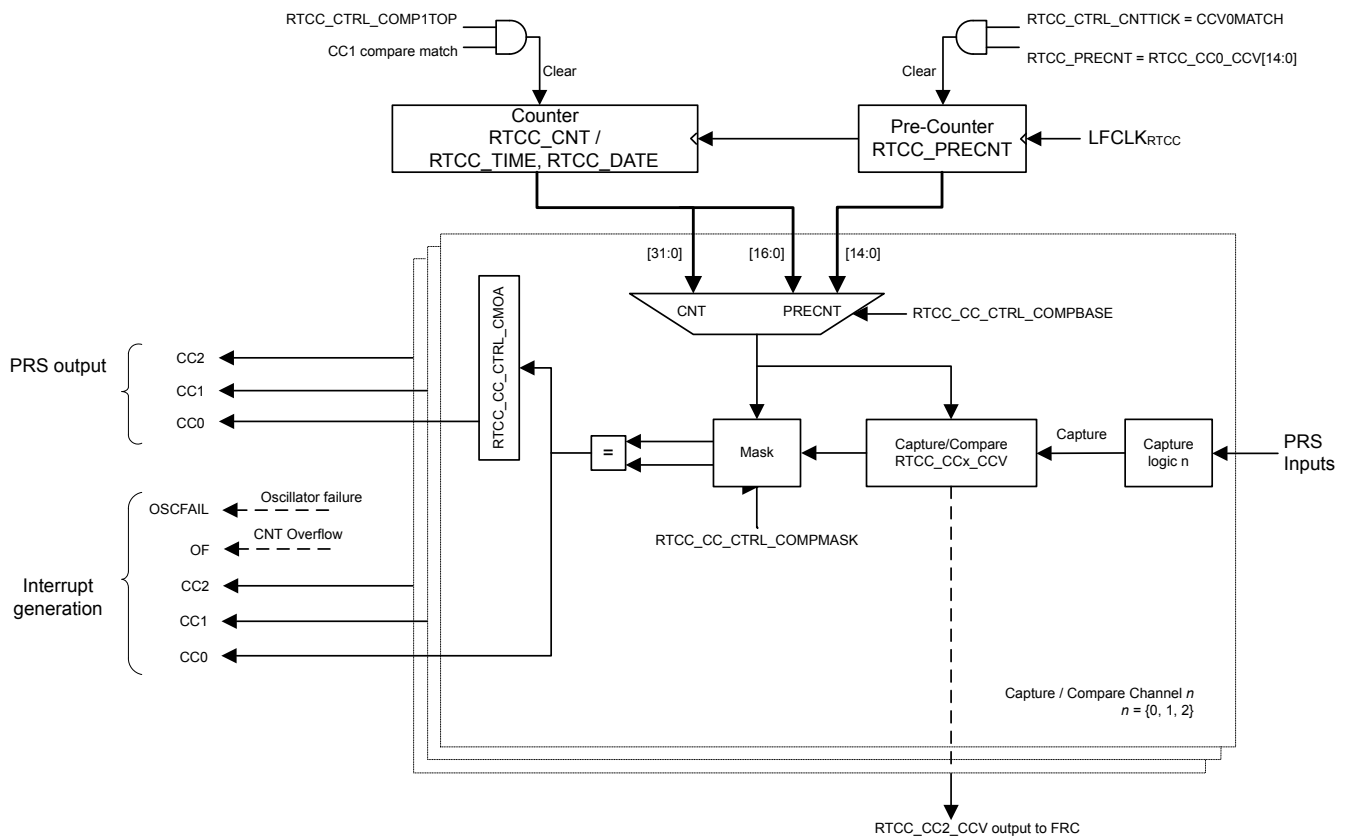 RTCC_CTRL_COMP1TOP
CC1 compare match
RTCC_CTRL_CNTTICK = CCV0MATCH
RTCC_PRECNT = RTCC_CC0_CCV[14:0]
Clear
Clear
Counter
RTCC_CNT /
RTCC_TIME, RTCC_DATE
Pre-Counter
RTCC_PRECNT
LFCLKRTCC
[31:0]
[16:0]
[14:0]
CNT
PRECNT
RTCC_CC_CTRL_COMPBASE
RTCC_CC_CTRL_CMOA
PRS output
CC2
CC1
CC0
=
Mask
Capture/Compare
RTCC_CCx_CCV
Capture
Capture
logic n
PRS
Inputs
RTCC_CC_CTRL_COMPMASK
Interrupt
generation
OSCFAIL
Oscillator failure
OF
CNT Overflow
CC2
CC1
CC0
Capture / Compare Channel n
n = {0, 1, 2}
RTCC_CC2_CCV output to FRC